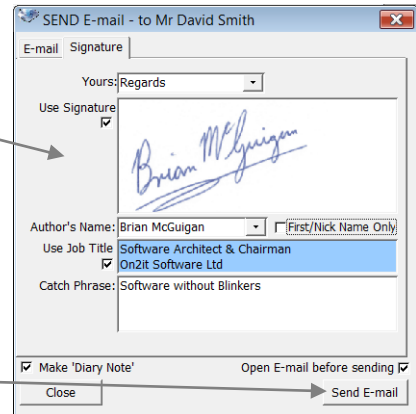 SEND E-mail - to Mr David Smith
E-mail Signature
Yours: Regards
Use Signature
Brian McGuigan
Author's Name: Brian McGuigan First/Nick Name Only
Use Job Title Software Architect & Chairman
On2it Software Ltd
Catch Phrase: Software without Blinkers
Make 'Diary Note' Open E-mail before sending
Close Send E-mail